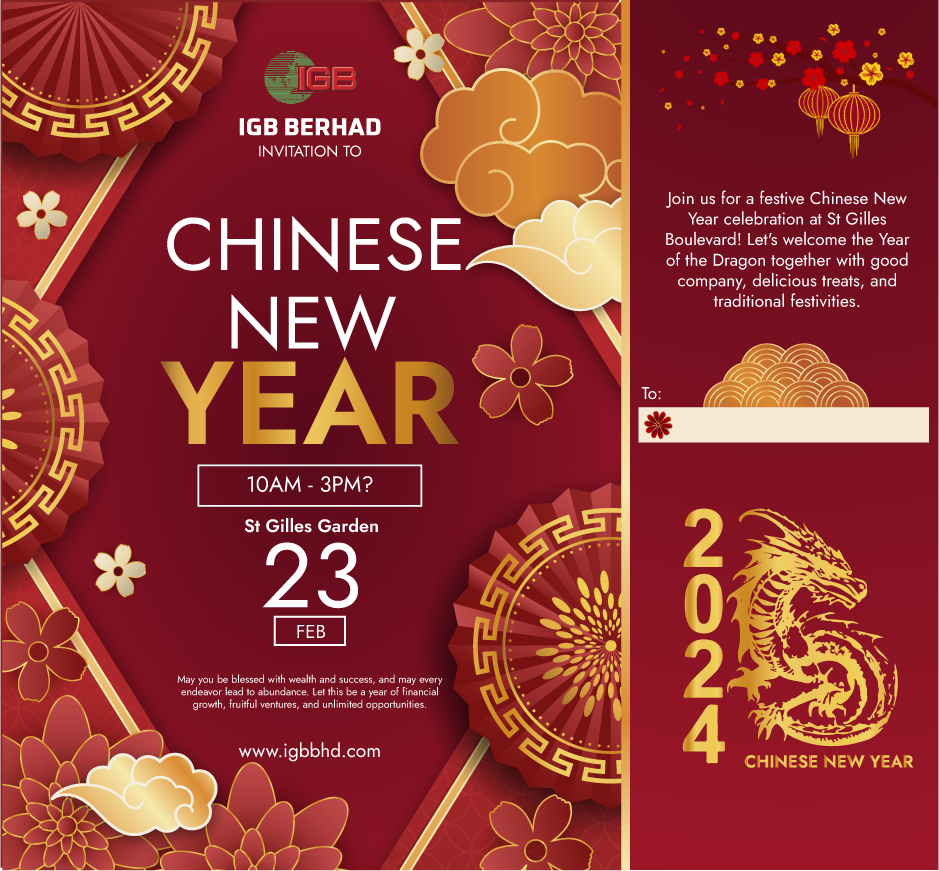 IGB
IGB BERHAD
INVITATION TO
CHINESE
NEW
YEAR
10AM - 3PM?
St Gilles Garden
23
FEB
May you be blessed with wealth and success, and may every
endeavor lead to abundance. Let this be a year of financial
growth, fruitful ventures, and unlimited opportunities.
www.igbbhd.com
Join us for a festive Chinese New
Year celebration at St Gilles
Boulevard! Let's welcome the Year
of the Dragon together with good
company, delicious treats, and
traditional festivities.
To:
2
0
2
4
CHINESE NEW YEAR